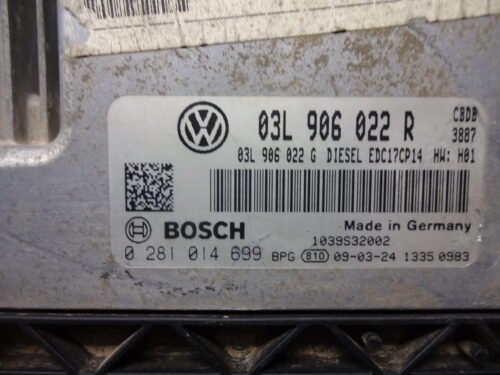 03L 906 022 R CBDB
3887
03L 906 022 G DIESEL EDC17CP14 HW: H01
BOSCH Made in Germany
1039S32002
0 281 014 699 BPG 810 09-03-24 1335 0983